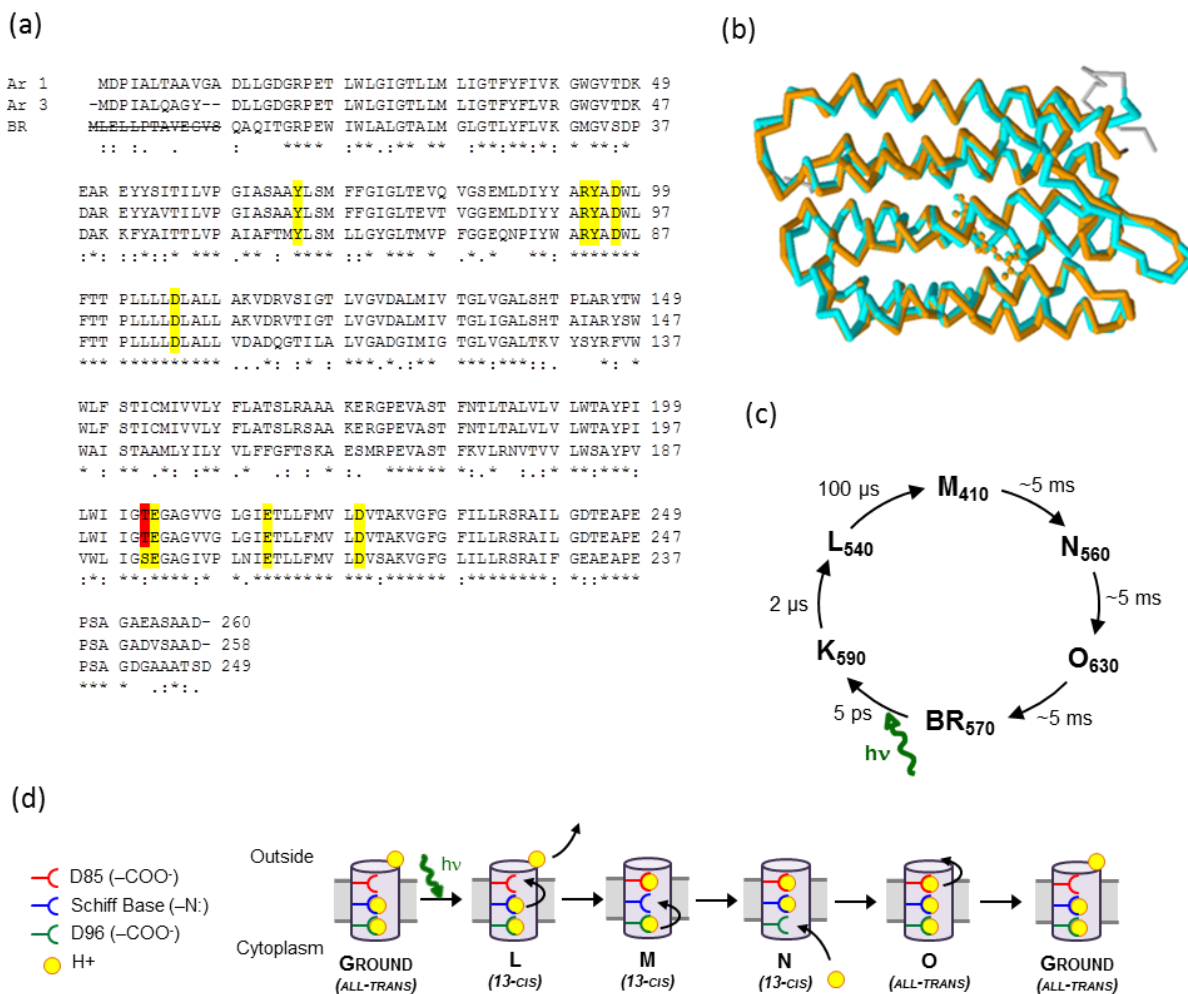 (a)
Ar 1 MDPIALTAAVGA DLLGDGRPET LWLGIGTLLM LIGTFYFIVK GWGVTDK 49
Ar 3 -MDPIALQAGY-- DLLGDGRPET LWLGIGTLLM LIGTFYFLVR GWGVTDK 47
BR MLELLPTAVEGVS QAQITGRPEW IWLALGTALM GLGTLYFLVK GMGVSDP 37
:: :. . : **** **.:** ** **:**:*: * **:*
EAR EYYSITILVP GIASAAYLSM FFGIGLTEVQ VGSEMLDIYY ARYADWL 99
DAR EYYAVTILVP GIASAAYLSM FFGIGLTEVT VGGEMLDIYY ARYADWL 97
DAK KFYAITTLVP AIAFTMYLSM LLGYGLTMVP FGGEQNPIYW ARYADWL 87
FTT PLLLLDLALL AKVDRVSIGT LVGVDALMIV TGLVGALSHT PLARYTW 149
FTT PLLLLDLALL AKVDRVTIGT LVGVDALMIV TGLIGALSHT AIARYSW 147
FTT PLLLLDLALL VDADQGTILA LVGADGIMIG TGLVGALTKV YSYRFVW 137
WLF STICMIVVLY FLATSLRAAA KERGPEVAST FNTLTALVLV LWTAYPI 199
WLF STICMIVVLY FLATSLRSAA KERGPEVAST FNTLTALVLV LWTAYPI 197
WAI STAAMLYILY VLFFGFTSKA ESMRPEVAST FKVLRNVTVV LWSAYPV 187
LWI IGTEGAGVVG LGIETLLFMV LDVTAKVGFG FILLRSRAIL GDTEAPE 249
LWI IGTEGAGVVG LGIETLLFMV LDVTAKVGFG FILLRSRAIL GDTEAPE 247
VWL IGSEGAGIVP LNIETLLFMV LDVSAKVGFG LILLRSRAIF GEAEAPE 237
PSA GAEASAAD- 260
PSA GADVSAAD- 258
PSA GDGAAATSD 249
*** * .:*:.
(b)
(c)
M410
100 µs
~5 ms
L540
N560
2 µs
~5 ms
K590
O630
5 ps
BR570
~5 ms
hν
(d)
Outside
hν
D85 (–COO-)
Schiff Base (–N:)
D96 (–COO-)
H+
Cytoplasm
GROUND
(ALL-TRANS)
L
(13-CIS)
M
(13-CIS)
N
(13-CIS)
O
(ALL-TRANS)
GROUND
(ALL-TRANS)